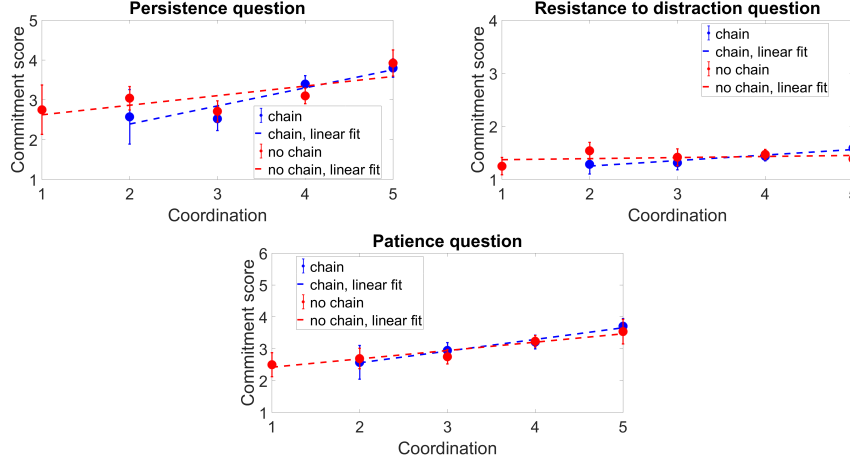 Persistence question
5
4
3
2
1
Commitment score
chain
chain, linear fit
no chain
no chain, linear fit
1 2 3 4 5
Coordination
Resistance to distraction question
4
3
2
1
Commitment score
chain
chain, linear fit
no chain
no chain, linear fit
1 2 3 4
Coordination
Patience question
6
5
4
3
2
1
Commitment score
chain
chain, linear fit
no chain
no chain, linear fit
1 2 3 4 5
Coordination